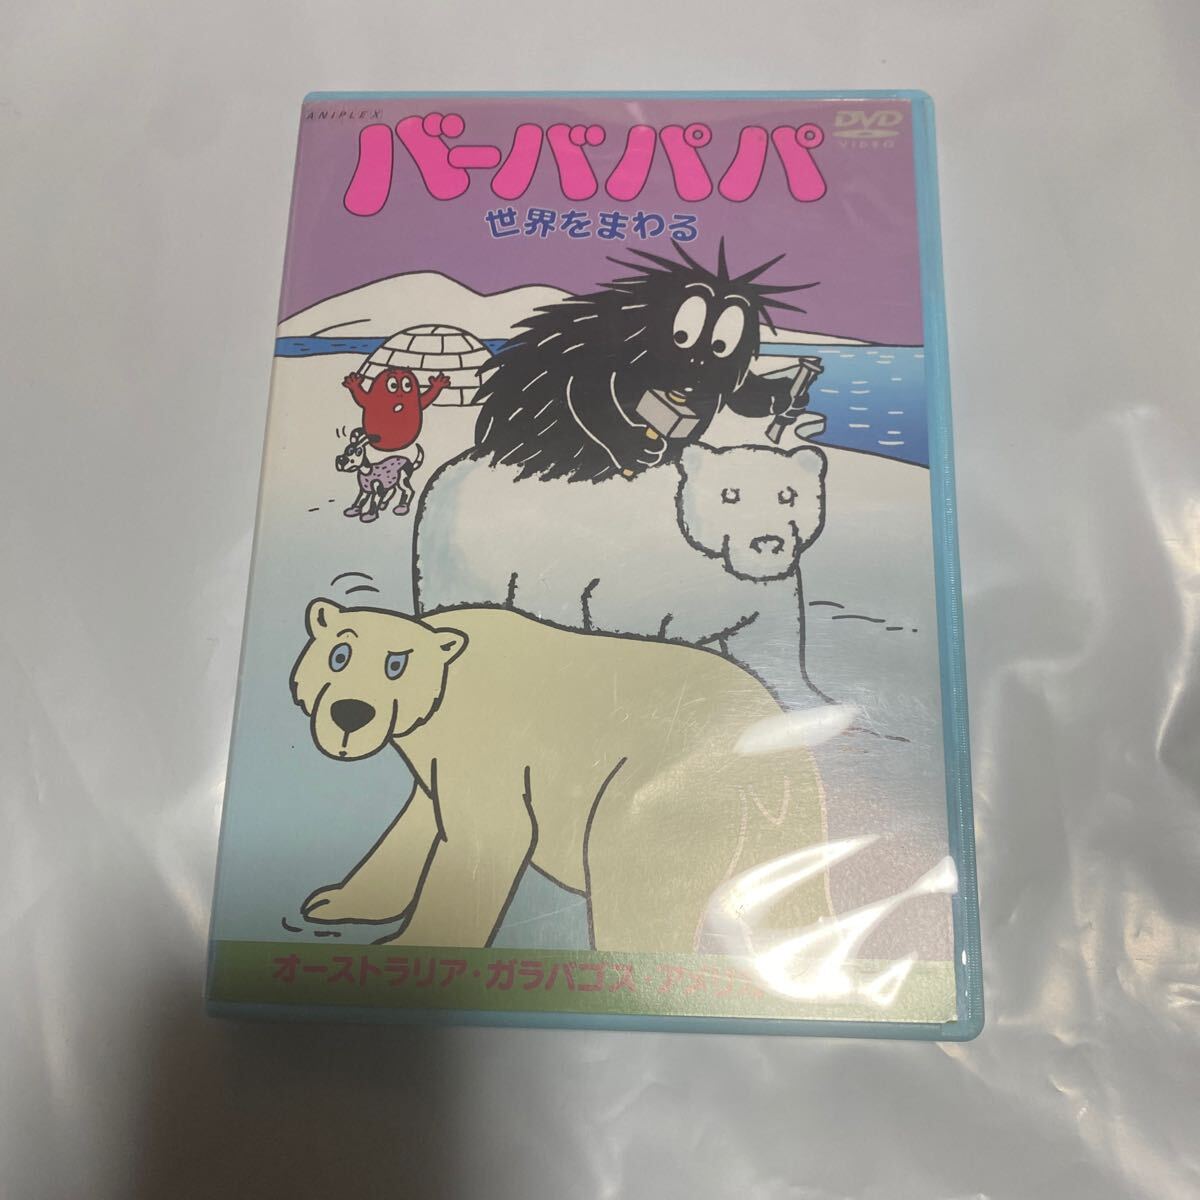 ANIPLEX
DVD
VIDEO
バーバパパ
世界をまわる
オーストラリア・ガラパゴス・アメリカ